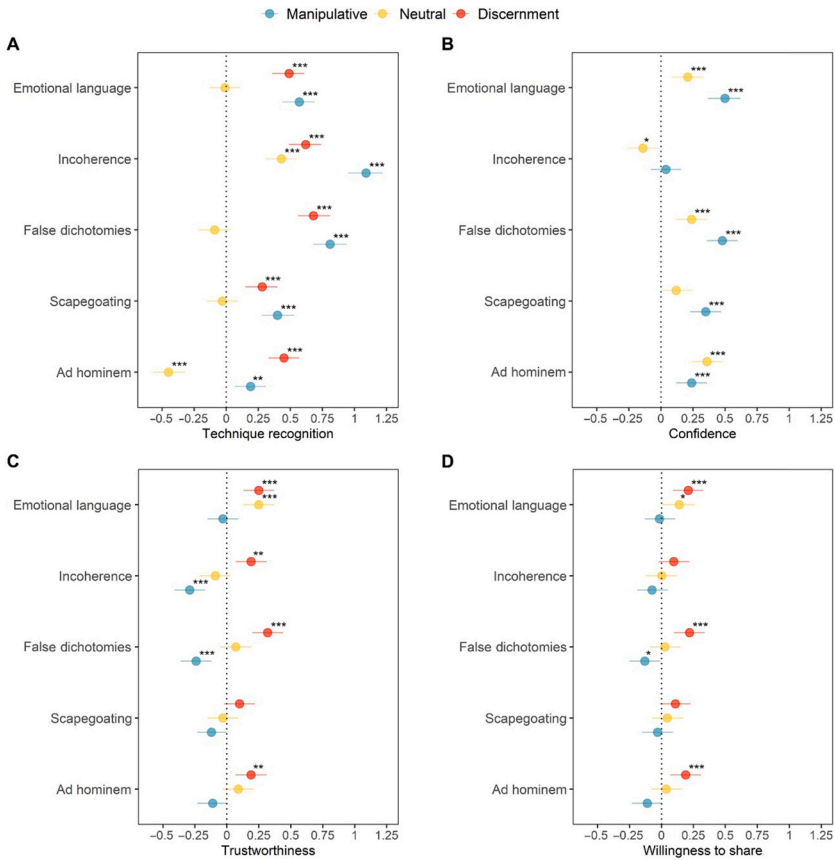 Manipulative Neutral Discernment
A
Emotional language
Incoherence
False dichotomies
Scapegoating
Ad hominem
***
***
***
***
***
***
***
***
***
***
***
**
−0.5 −0.25 0 0.25 0.5 0.75 1 1.25
Technique recognition
B
Emotional language
Incoherence
False dichotomies
Scapegoating
Ad hominem
***
***
*
***
***
***
***
***
−0.5 −0.25 0 0.25 0.5 0.75 1 1.25
Confidence
C
Emotional language
Incoherence
False dichotomies
Scapegoating
Ad hominem
***
***
**
***
***
***
**
−0.5 −0.25 0 0.25 0.5 0.75 1 1.25
Trustworthiness
D
Emotional language
Incoherence
False dichotomies
Scapegoating
Ad hominem
***
*
***
*
***
−0.5 −0.25 0 0.25 0.5 0.75 1 1.25
Willingness to share